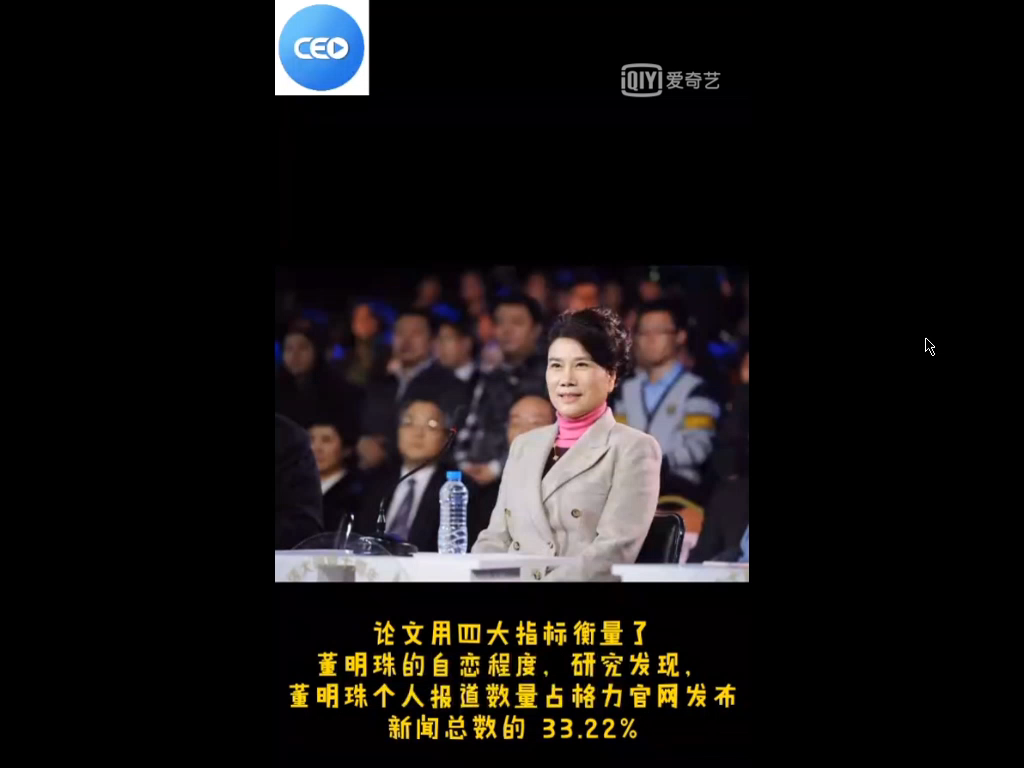 CEO
iQIYI 爱奇艺
论文用四大指标衡量了
董明珠的自恋程度，研究发现，
董明珠个人报道数量占格力官网发布
新闻总数的 33.22%